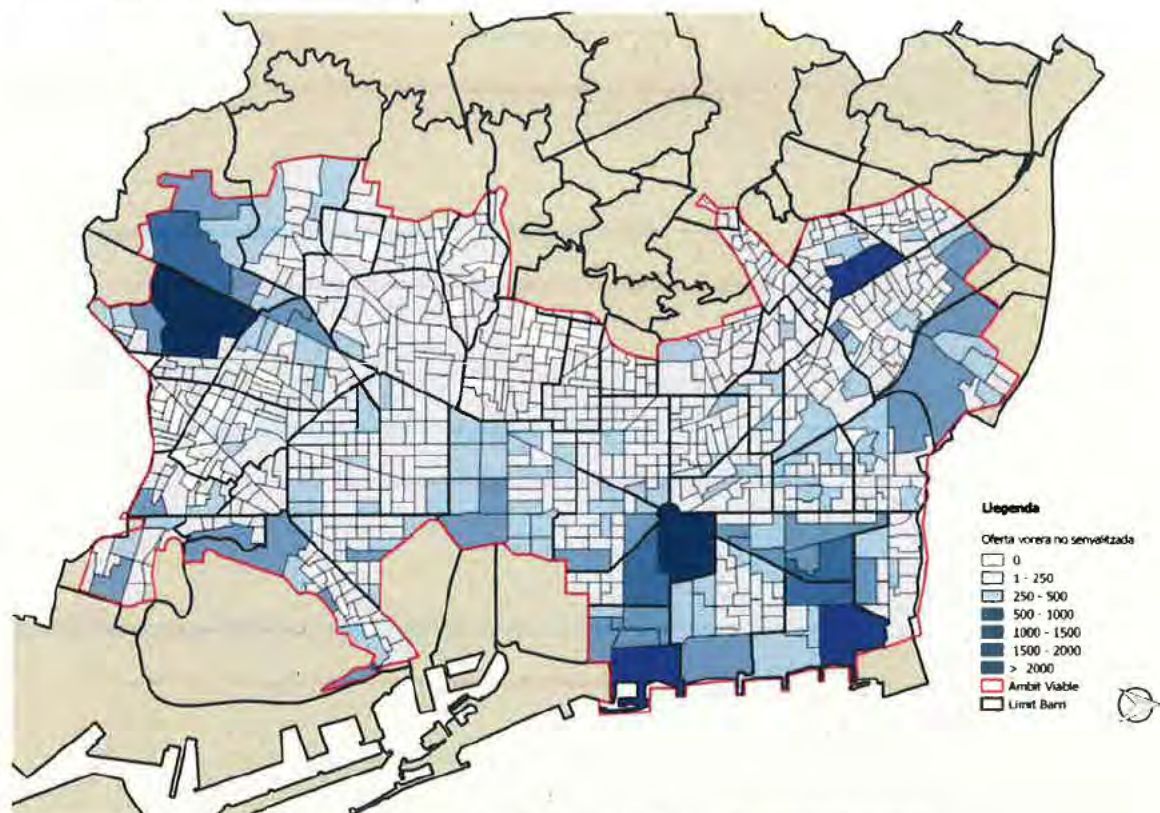 Llegenda
Oferta vorera no senyalitzada
0
1 - 250
250 - 500
500 - 1000
1000 - 1500
1500 - 2000
> 2000
Ambit Viable
Límit Barri